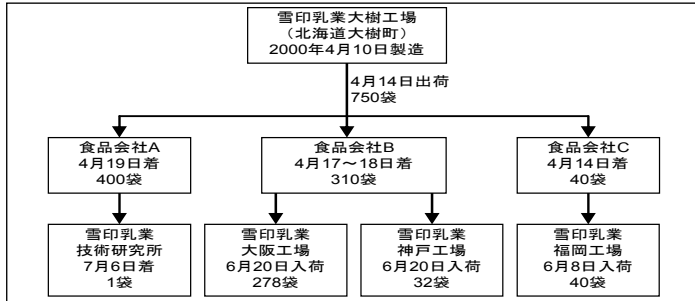 雪印乳業大樹工場
（北海道大樹町）
2000年4月10日製造
4月14日出荷
750袋
食品会社A
4月19日着
400袋
食品会社B
4月17～18日着
310袋
食品会社C
4月14日着
40袋
雪印乳業
技術研究所
7月6日着
1袋
雪印乳業
大阪工場
6月20日入荷
278袋
雪印乳業
神戸工場
6月20日入荷
32袋
雪印乳業
福岡工場
6月8日入荷
40袋